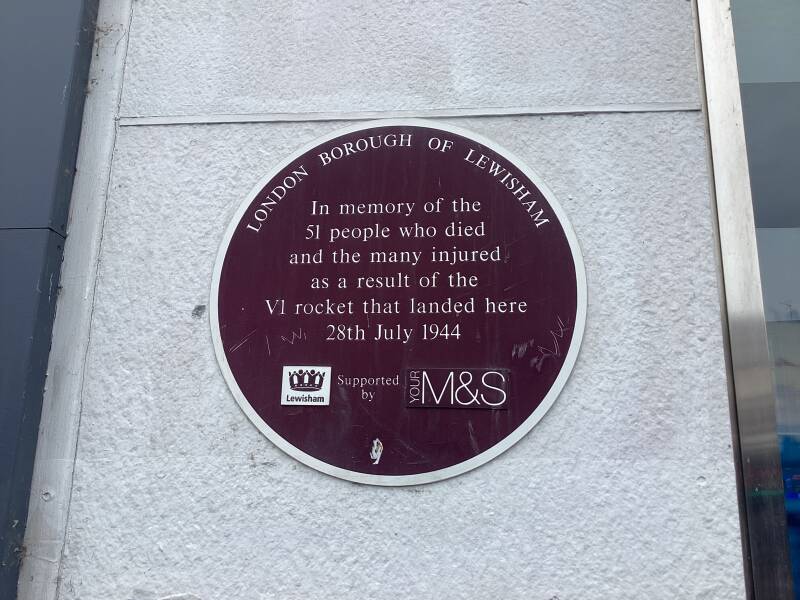 LONDON BOROUGH OF LEWISHAM
In memory of the
51 people who died
and the many injured
as a result of the
V1 rocket that landed here
28th July 1944
Lewisham
Supported
by
YOUR M&S